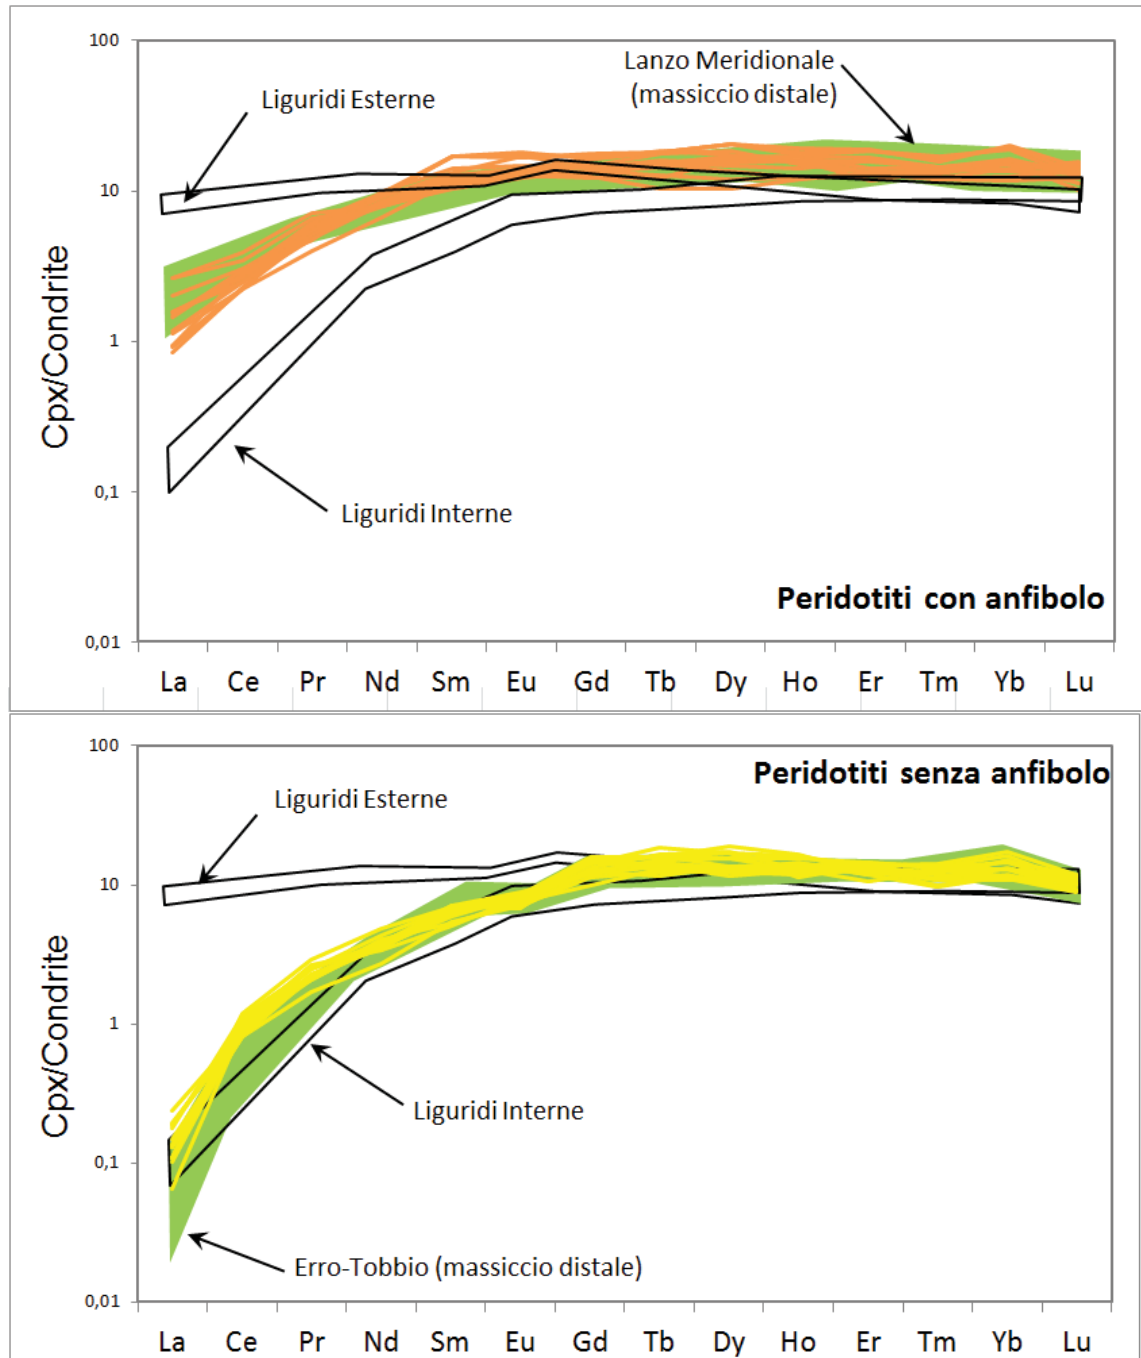 100
10
1
0,1
0,01
Cpx/Condrite
Liguridi Esterne
Lanzo Meridionale
(massiccio distale)
Liguridi Interne
Peridotiti con anfibolo
La Ce Pr Nd Sm Eu Gd Tb Dy Ho Er Tm Yb Lu
100
10
1
0,1
0,01
Cpx/Condrite
Peridotiti senza anfibolo
Liguridi Esterne
Liguridi Interne
Erro-Tobbio (massiccio distale)
La Ce Pr Nd Sm Eu Gd Tb Dy Ho Er Tm Yb Lu